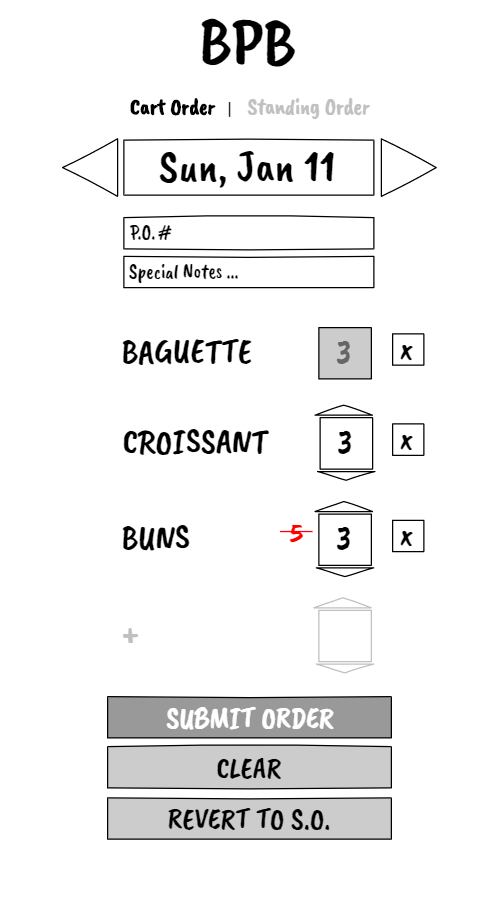 BPB
Cart Order | Standing Order
Sun, Jan 11
P.O. #
Special Notes ...
BAGUETTE 3 x
CROISSANT 3 x
BUNS 5 3 x
+
SUBMIT ORDER
CLEAR
REVERT TO S.O.